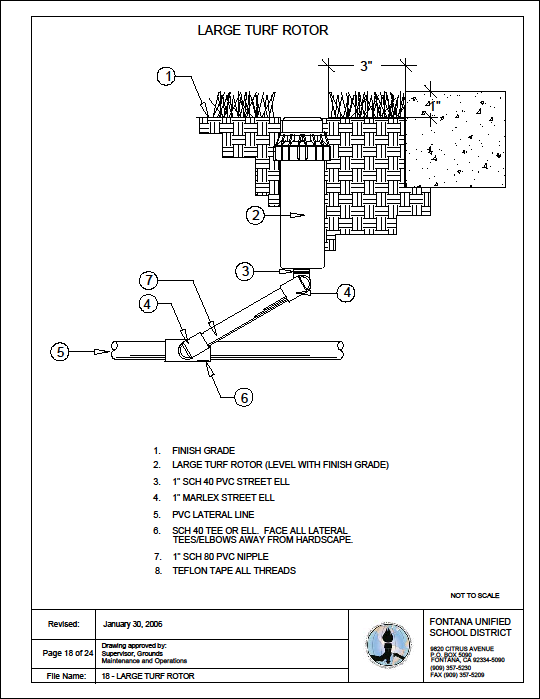 LARGE TURF ROTOR
1
3"
1"
2
3
7
4
4
5
6
1. FINISH GRADE
2. LARGE TURF ROTOR (LEVEL WITH FINISH GRADE)
3. 1" SCH 40 PVC STREET ELL
4. 1" MARLEX STREET ELL
5. PVC LATERAL LINE
6. SCH 40 TEE OR ELL. FACE ALL LATERAL
TEES/ELBOWS AWAY FROM HARDSCAPE.
7. 1" SCH 80 PVC NIPPLE
8. TEFLON TAPE ALL THREADS
NOT TO SCALE
Revised: January 30, 2006
Page 18 of 24
Drawing approved by:
Supervisor, Grounds
Maintenance and Operations
File Name: 18 - LARGE TURF ROTOR
FONTANA UNIFIED
SCHOOL DISTRICT
9820 CITRUS AVENUE
P.O. BOX 5090
FONTANA, CA 92334-5090
(909) 357-5230
FAX (909) 357-5209